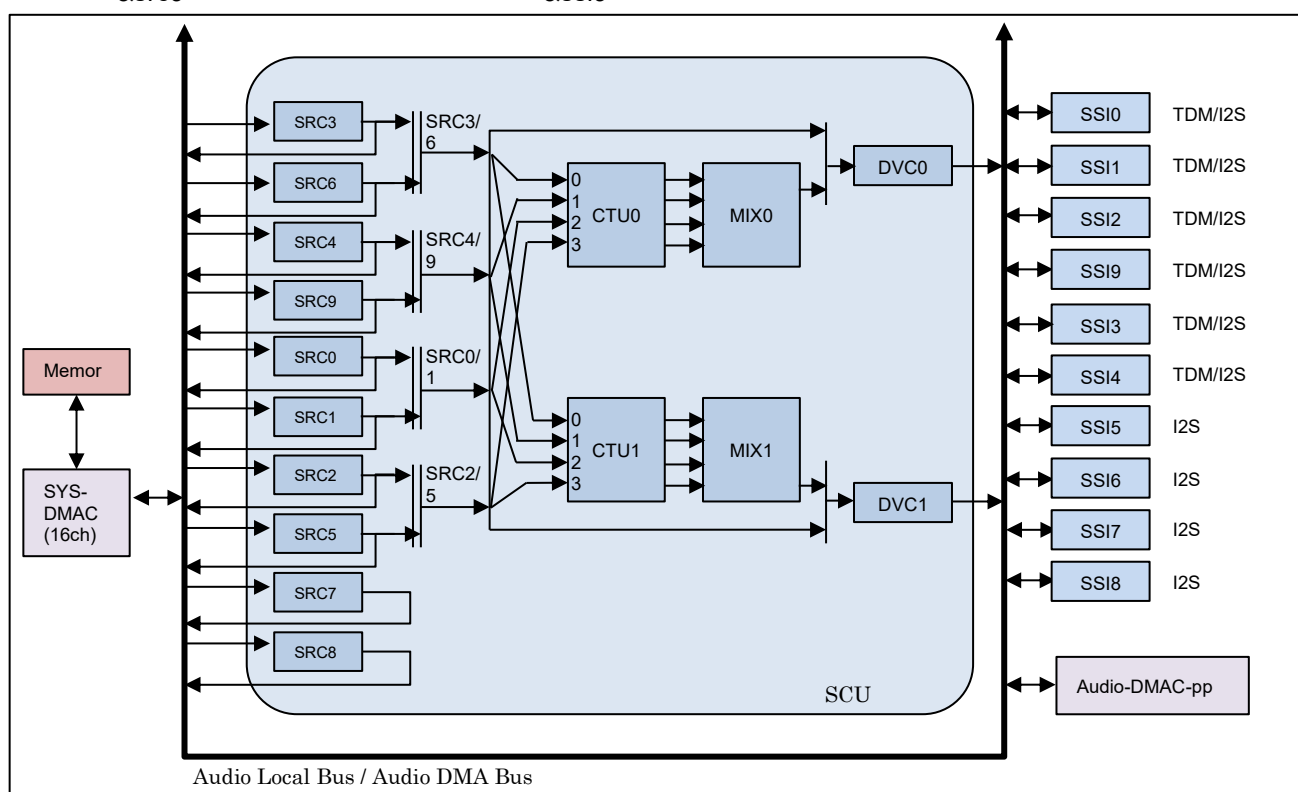 SRC3
SRC6
SRC4
SRC9
SRC0
SRC1
SRC2
SRC5
SRC7
SRC8
SRC3/
6
SRC4/
9
SRC0/
1
SRC2/
5
0
1
2
3
CTU0
MIX0
DVC0
0
1
2
3
CTU1
MIX1
DVC1
SCU
Memor
SYS-
DMAC
(16ch)
SSI0 TDM/I2S
SSI1 TDM/I2S
SSI2 TDM/I2S
SSI9 TDM/I2S
SSI3 TDM/I2S
SSI4 TDM/I2S
SSI5 I2S
SSI6 I2S
SSI7 I2S
SSI8 I2S
Audio-DMAC-pp
Audio Local Bus / Audio DMA Bus